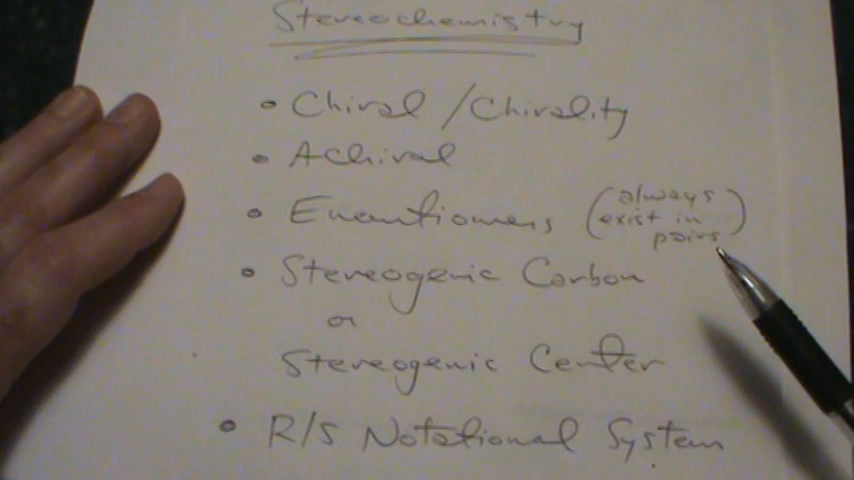 Stereochemistry
• Chiral / Chirality
• Achiral
• Enantiomers (always exist in pairs)
• Stereogenic Carbon
or
Stereogenic Center
• R/S Notational System